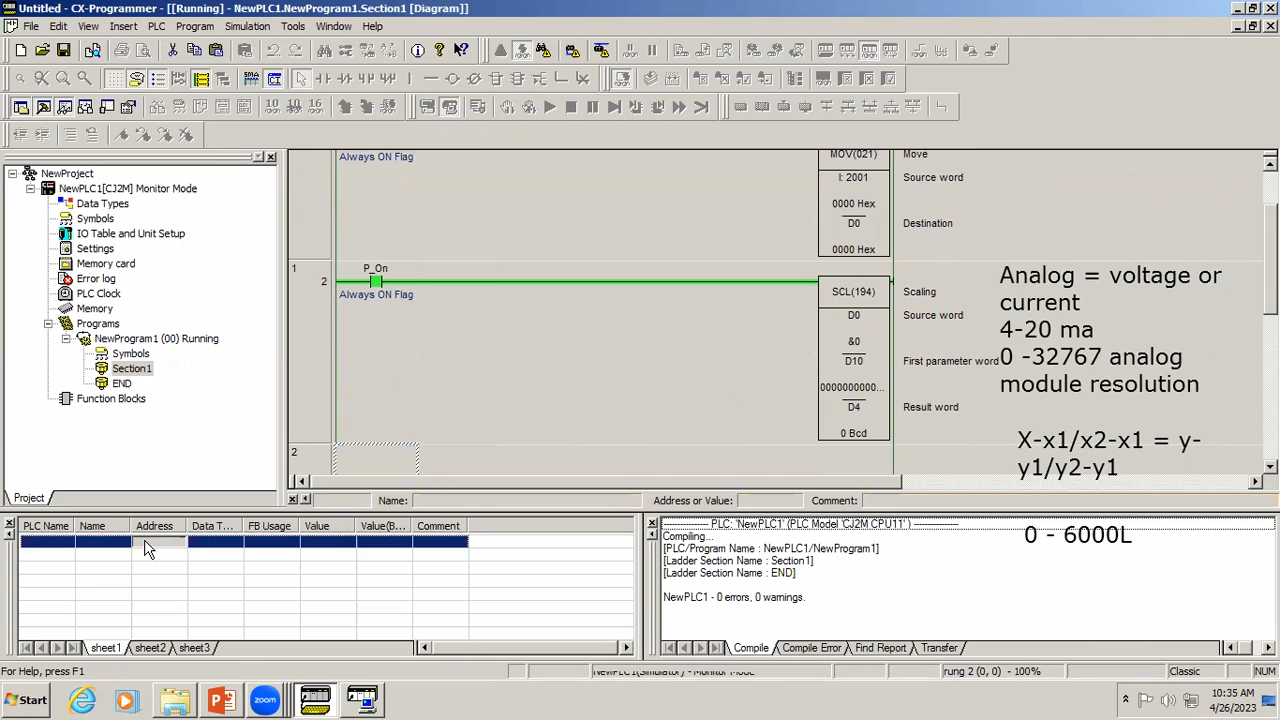 Untitled - CX-Programmer - [[Running] - NewPLC1.NewProgram1.Section1 [Diagram]]
File Edit View Insert PLC Program Simulation Tools Window Help
NewProject
NewPLC1[CJ2M] Monitor Mode
Data Types
Symbols
IO Table and Unit Setup
Settings
Memory card
Error log
PLC Clock
Memory
Programs
NewProgram1 (00) Running
Symbols
Section1
END
Function Blocks
Project
Always ON Flag
MOV(021) Move
I: 2001 Source word
0000 Hex
D0 Destination
0000 Hex
1
2
P_On
Always ON Flag
SCL(194) Scaling
D0 Source word
&0
D10 First parameter word
0000000000...
D4 Result word
0 Bcd
2
Analog = voltage or
current
4-20 ma
0 -32767 analog
module resolution
X-x1/x2-x1 = y-
y1/y2-y1
0 - 6000L
Name: Address or Value: Comment:
PLC Name Name Address Data T... FB Usage Value Value(B... Comment
sheet1 sheet2 sheet3
------------- PLC: 'NewPLC1' (PLC Model 'CJ2M CPU11') -------------
Compiling...
[PLC/Program Name : NewPLC1/NewProgram1]
[Ladder Section Name : Section1]
[Ladder Section Name : END]
NewPLC1 - 0 errors, 0 warnings.
Compile Compile Error Find Report Transfer
For Help, press F1
NewPLC1(Simulator) - Monitor Mode
rung 2 (0, 0) - 100%
Classic
NUM
Start
zoom
10:35 AM
4/26/2023